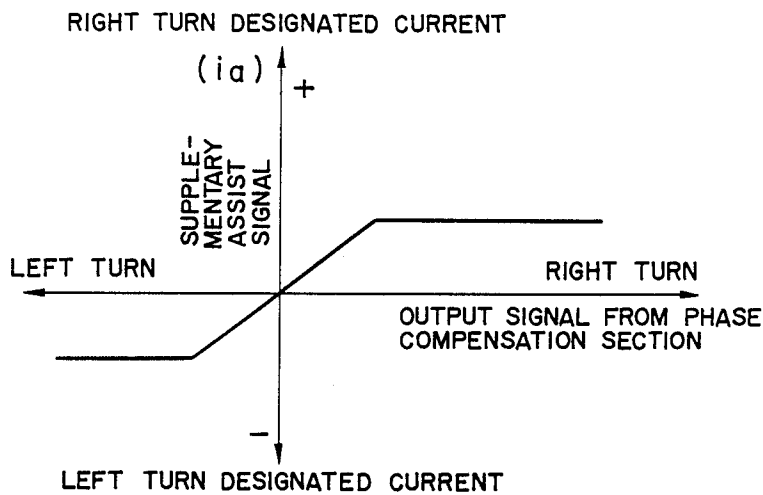 RIGHT TURN DESIGNATED CURRENT
(ia)
+
SUPPLE-
MENTARY
ASSIST
SIGNAL
LEFT TURN
RIGHT TURN
OUTPUT SIGNAL FROM PHASE
COMPENSATION SECTION
-
LEFT TURN DESIGNATED CURRENT